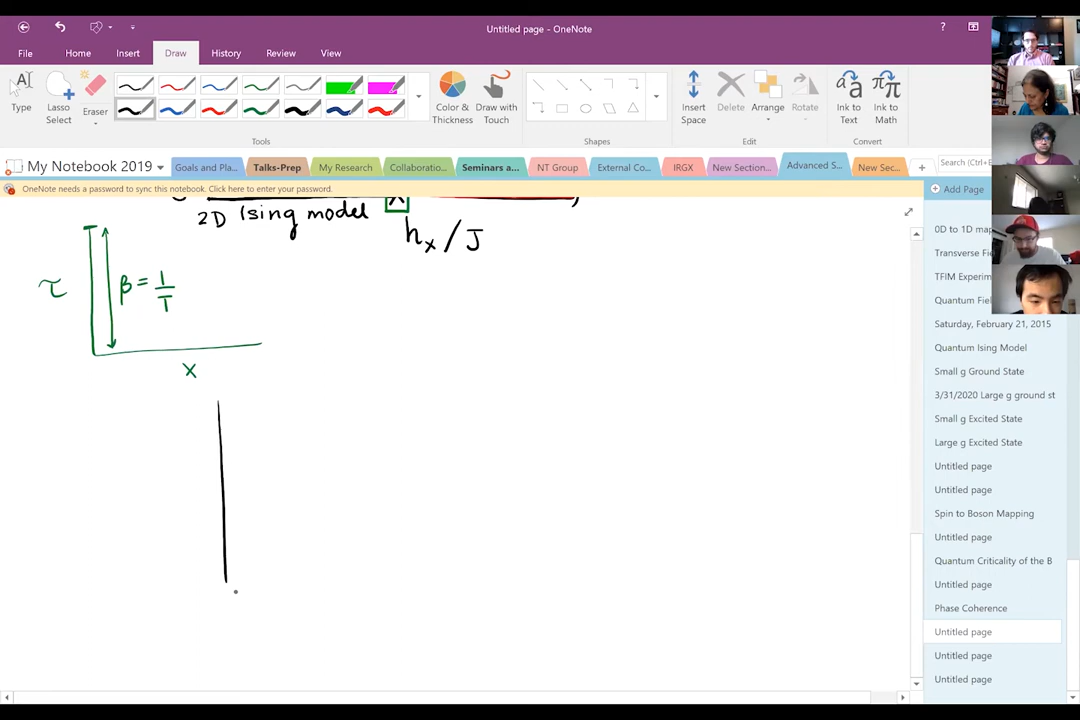 Untitled page - OneNote
?
File Home Insert Draw History Review View
Type
Lasso Select
Eraser
Color & Thickness
Draw with Touch
Insert Space
Delete
Arrange
Rotate
Ink to Text
Ink to Math
Tools
Shapes
Edit
Convert
My Notebook 2019
Goals and Pla...
Talks-Prep
My Research
Collaboratio...
Seminars a...
NT Group
External Co...
IRGX
New Section...
Advanced S...
New Sec...
+
Search (Ctrl+E
OneNote needs a password to sync this notebook. Click here to enter your password.
Add Page
0D to 1D map
Transverse Fi
TFIM Experim
Quantum Fiel
Saturday, February 21, 2015
Quantum Ising Model
Small g Ground State
3/31/2020 Large g ground st
Small g Excited State
Large g Excited State
Untitled page
Untitled page
Spin to Boson Mapping
Untitled page
Quantum Criticality of the B
Untitled page
Phase Coherence
Untitled page
Untitled page
Untitled page
2D Ising model
hx / J
τ
β = 1/T
x